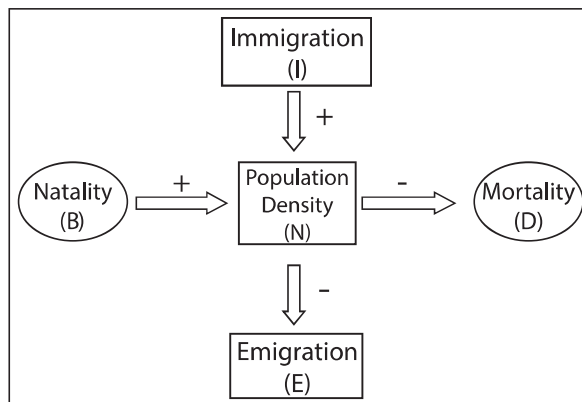 Immigration
(I)
+
Natality
(B)
+
Population
Density
(N)
-
Mortality
(D)
-
Emigration
(E)